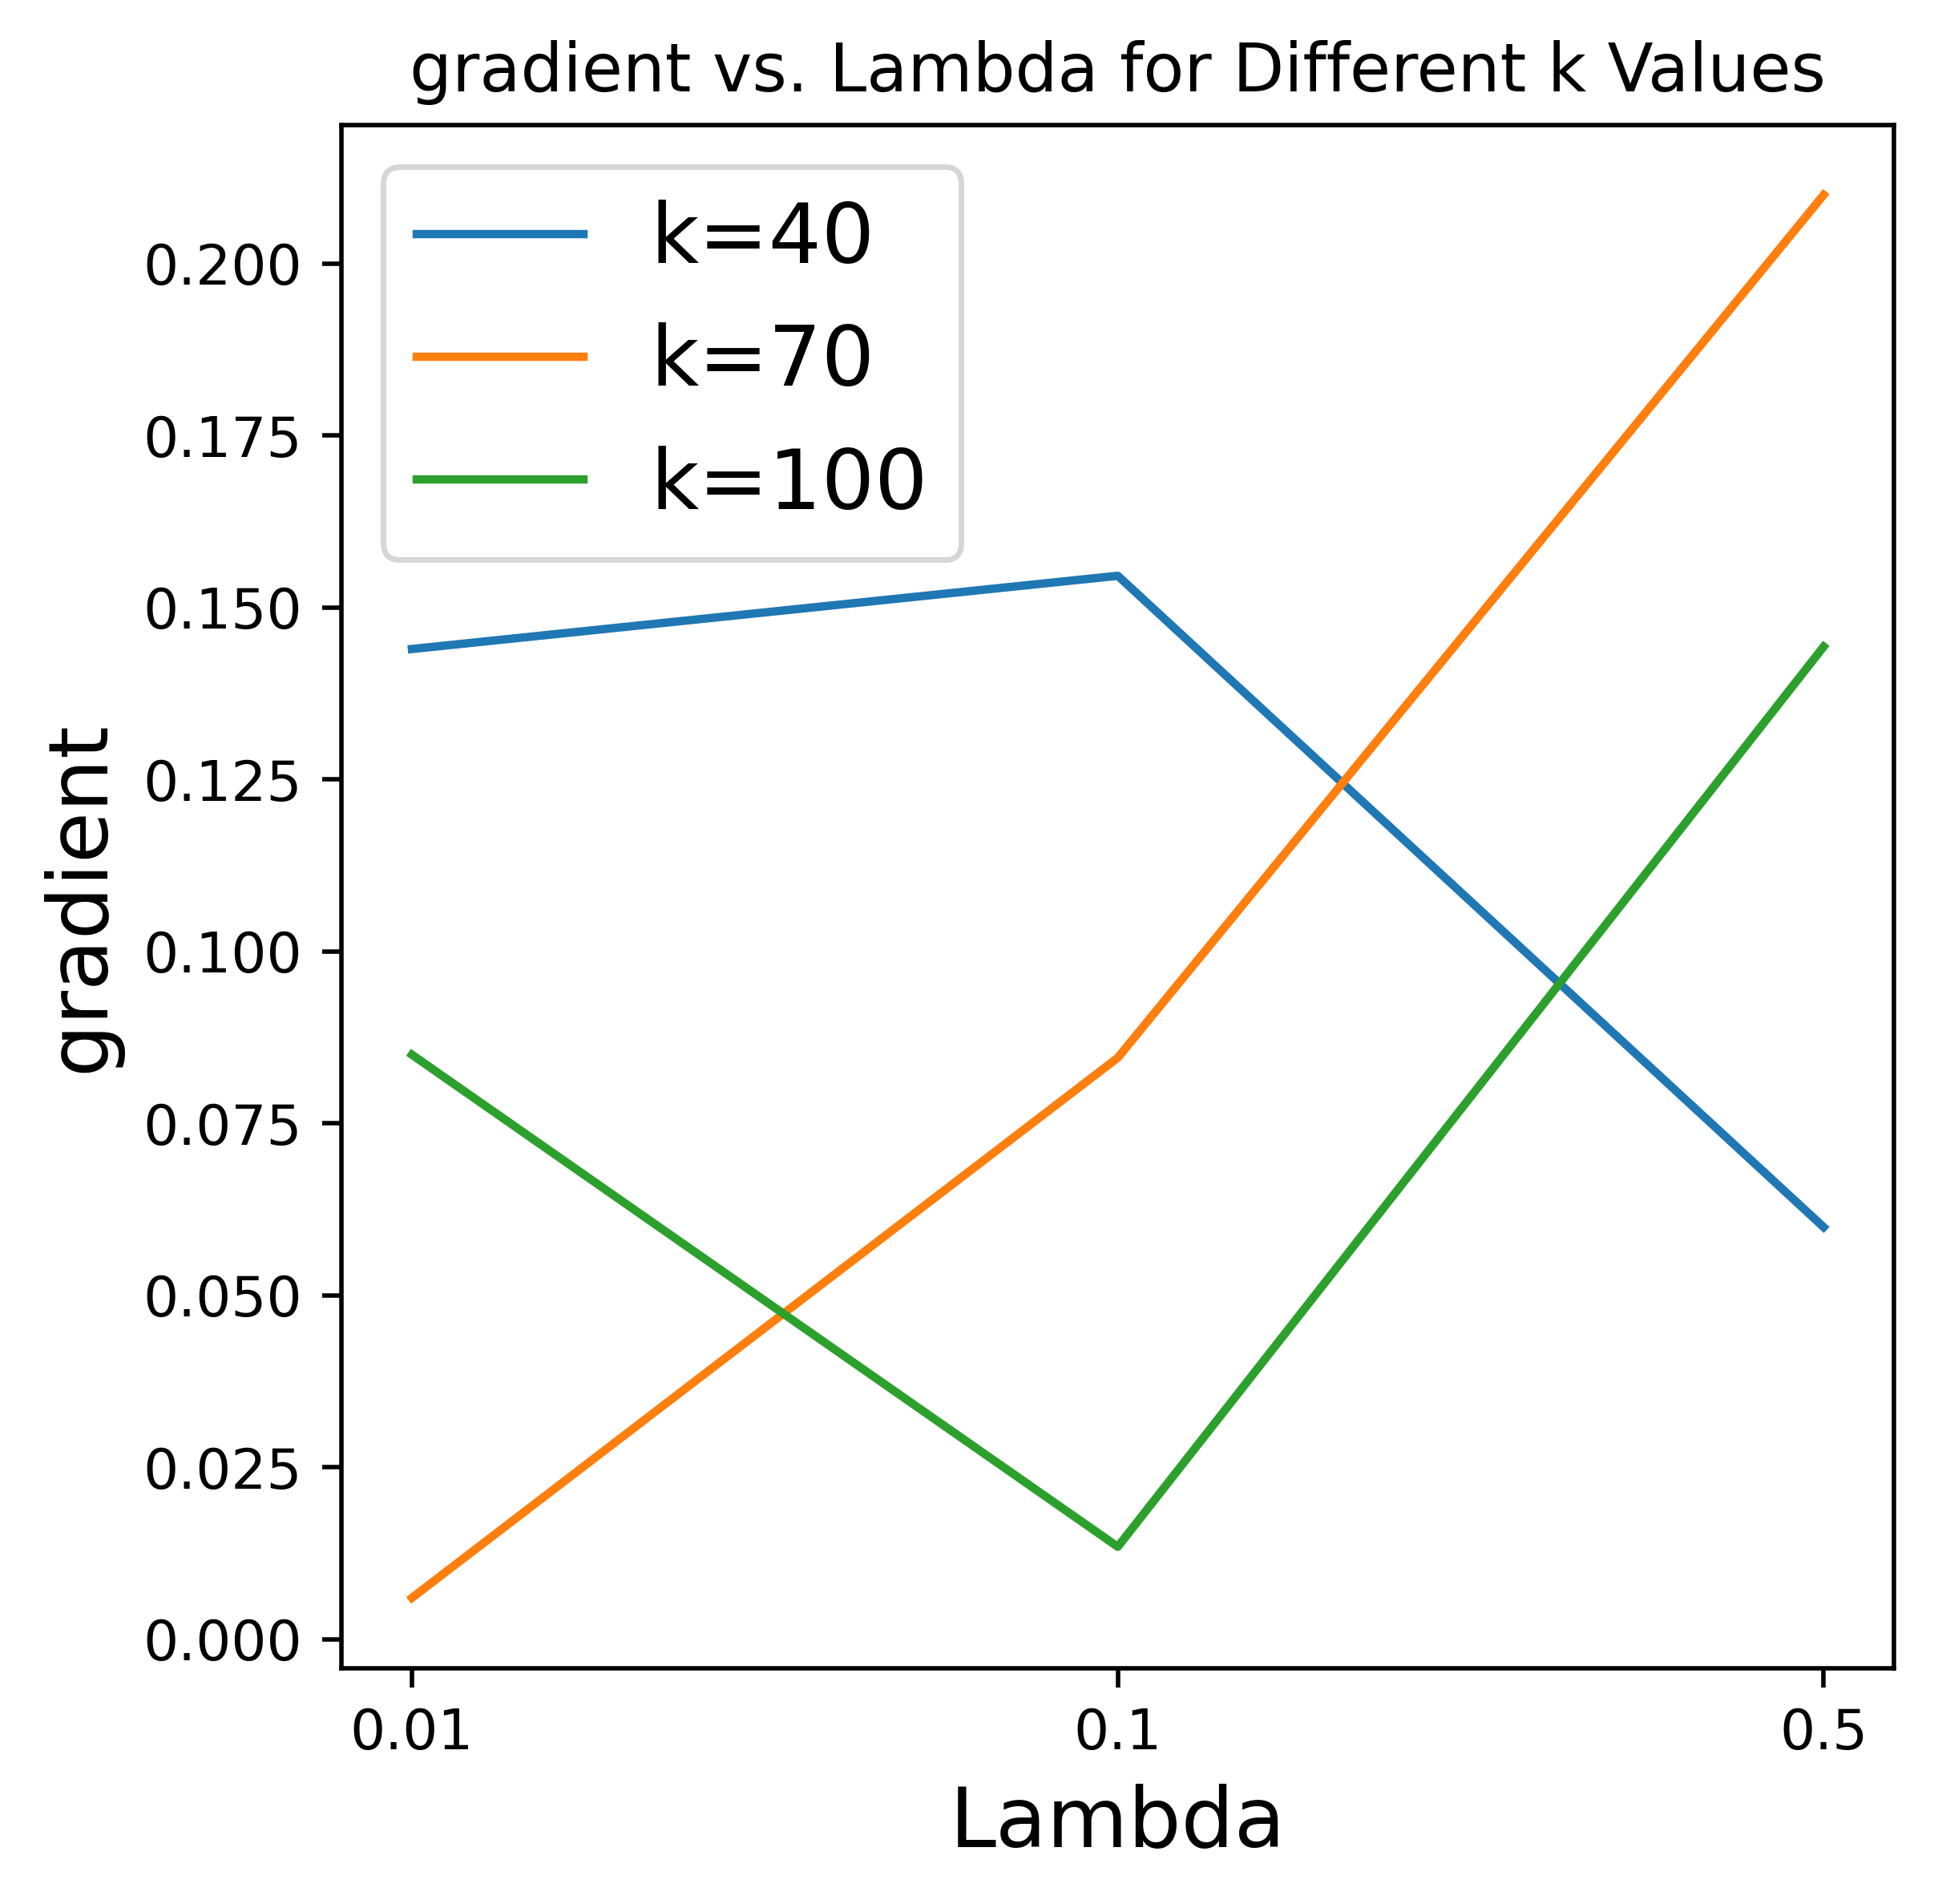 gradient vs. Lambda for Different k Values
k=40
k=70
k=100
0.200
0.175
0.150
0.125
0.100
0.075
0.050
0.025
0.000
gradient
0.01 0.1 0.5
Lambda